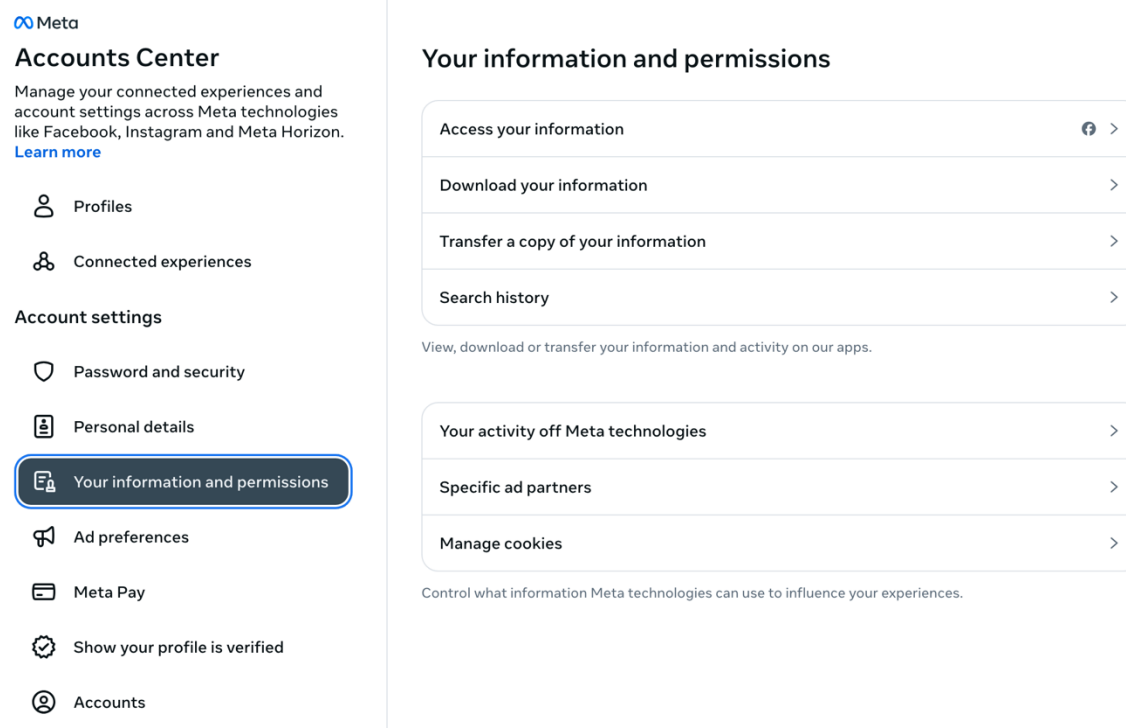 Meta
Accounts Center
Manage your connected experiences and
account settings across Meta technologies
like Facebook, Instagram and Meta Horizon.
Learn more
Profiles
Connected experiences
Account settings
Password and security
Personal details
Your information and permissions
Ad preferences
Meta Pay
Show your profile is verified
Accounts
Your information and permissions
Access your information
Download your information
Transfer a copy of your information
Search history
View, download or transfer your information and activity on our apps.
Your activity off Meta technologies
Specific ad partners
Manage cookies
Control what information Meta technologies can use to influence your experiences.